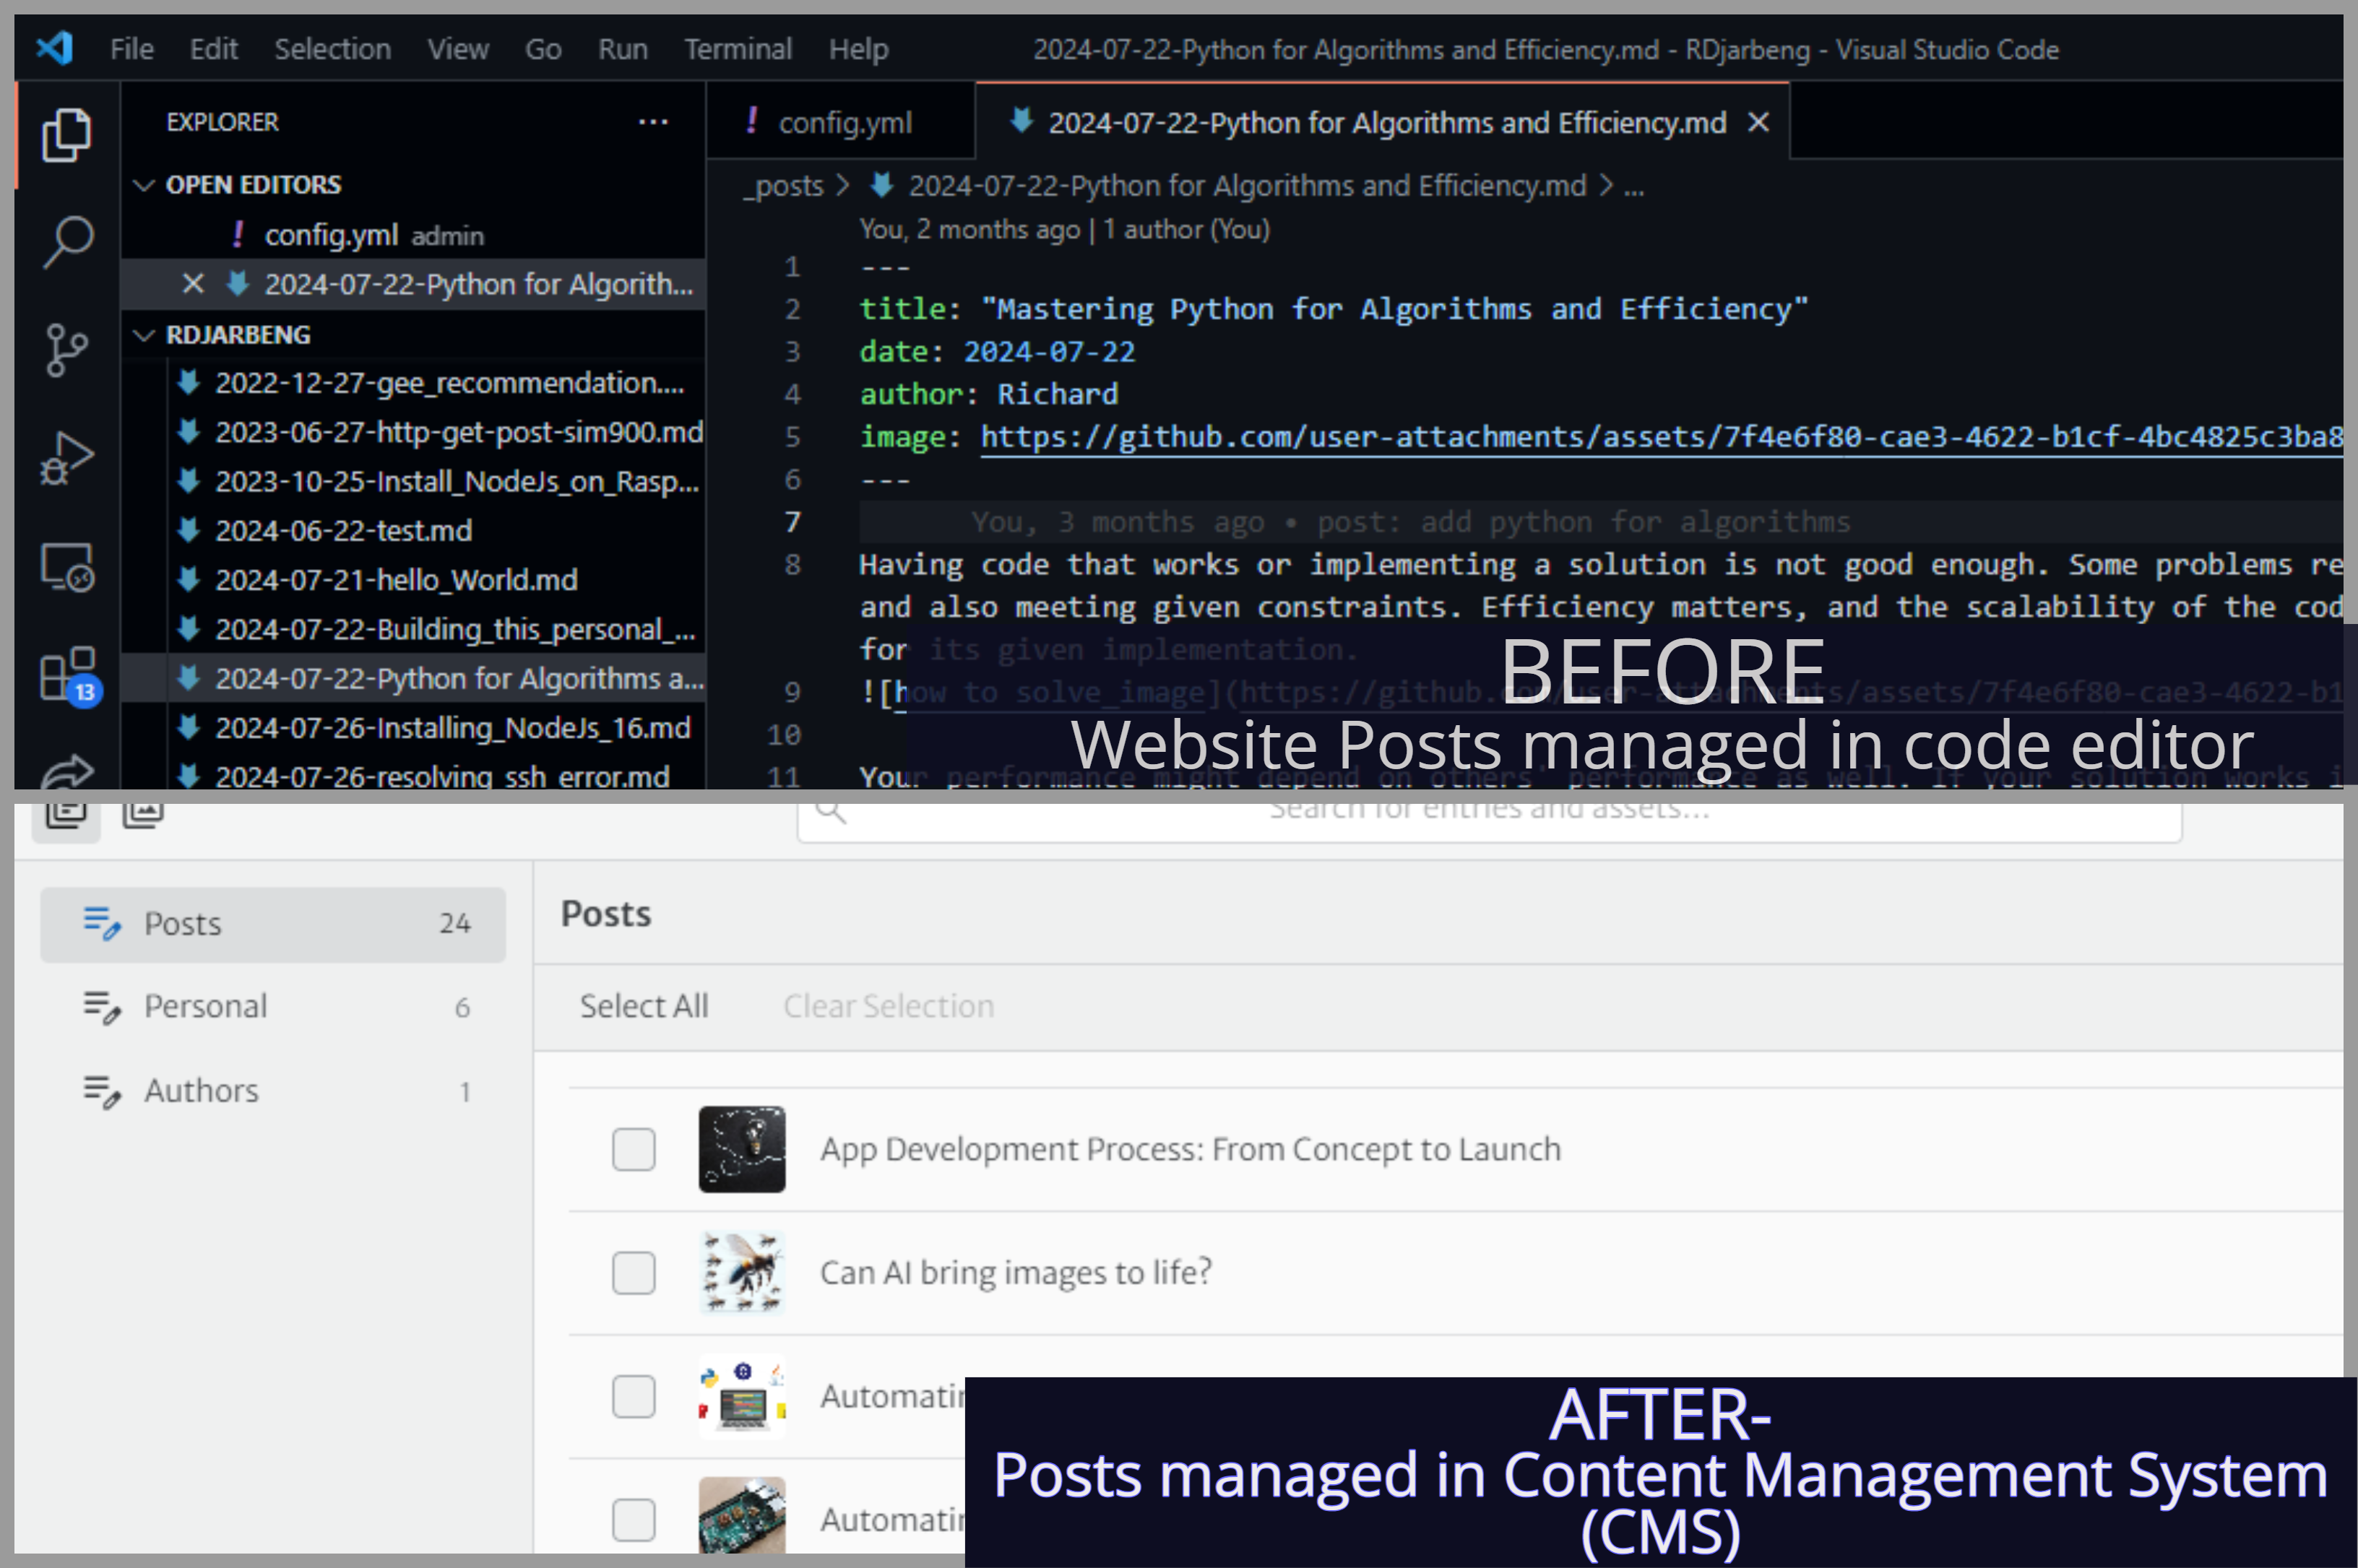 File Edit Selection View Go Run Terminal Help 2024-07-22-Python for Algorithms and Efficiency.md - RDjarbeng - Visual Studio Code
EXPLORER ...
OPEN EDITORS
! config.yml admin
2024-07-22-Python for Algorith...
RDJARBENG
2022-12-27-gee_recommendation....
2023-06-27-http-get-post-sim900.md
2023-10-25-Install_NodeJs_on_Rasp...
2024-06-22-test.md
2024-07-21-hello_World.md
2024-07-22-Building_this_personal_...
2024-07-22-Python for Algorithms a...
2024-07-26-Installing_NodeJs_16.md
2024-07-26-resolving_ssh_error.md
13
! config.yml 2024-07-22-Python for Algorithms and Efficiency.md
_posts > 2024-07-22-Python for Algorithms and Efficiency.md > ...
You, 2 months ago | 1 author (You)
1 ---
2 title: "Mastering Python for Algorithms and Efficiency"
3 date: 2024-07-22
4 author: Richard
5 image: https://github.com/user-attachments/assets/7f4e6f80-cae3-4622-b1cf-4bc4825c3ba8
6 ---
7 You, 3 months ago • post: add python for algorithms
8 Having code that works or implementing a solution is not good enough. Some problems re
and also meeting given constraints. Efficiency matters, and the scalability of the cod
for its given implementation.
9 ![how to solve_image](https://github.com/user-attachments/assets/7f4e6f80-cae3-4622-b1
10
11 Your performance might depend on others' performance as well. If your solution works i
BEFORE
Website Posts managed in code editor
Search for entries and assets...
Posts 24
Personal 6
Authors 1
Posts
Select All Clear Selection
App Development Process: From Concept to Launch
Can AI bring images to life?
Automatin
Automatin
AFTER-
Posts managed in Content Management System
(CMS)